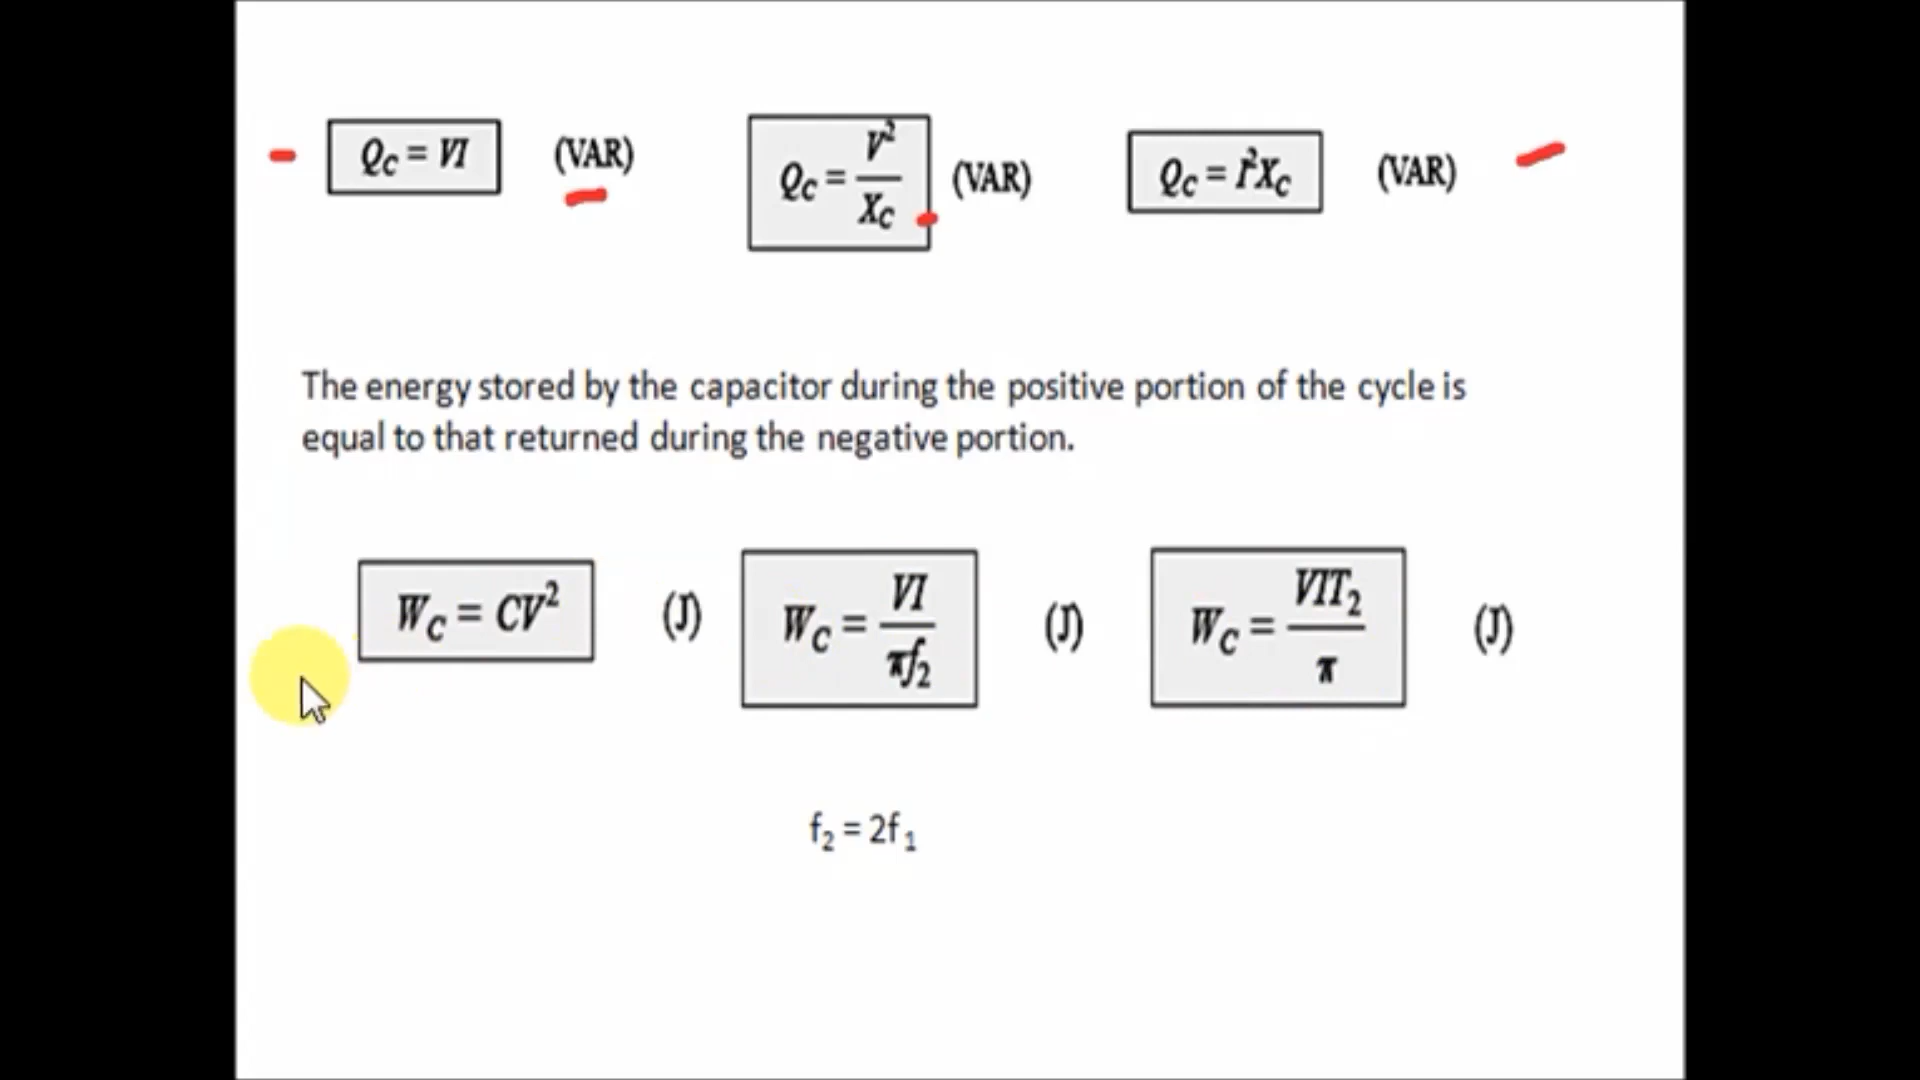 Qc = VI (VAR) Qc = V²/Xc (VAR) Qc = I²Xc (VAR)
The energy stored by the capacitor during the positive portion of the cycle is
equal to that returned during the negative portion.
Wc = CV² (J) Wc = VI/πf₂ (J) Wc = VIT₂/π (J)
f₂ = 2f₁